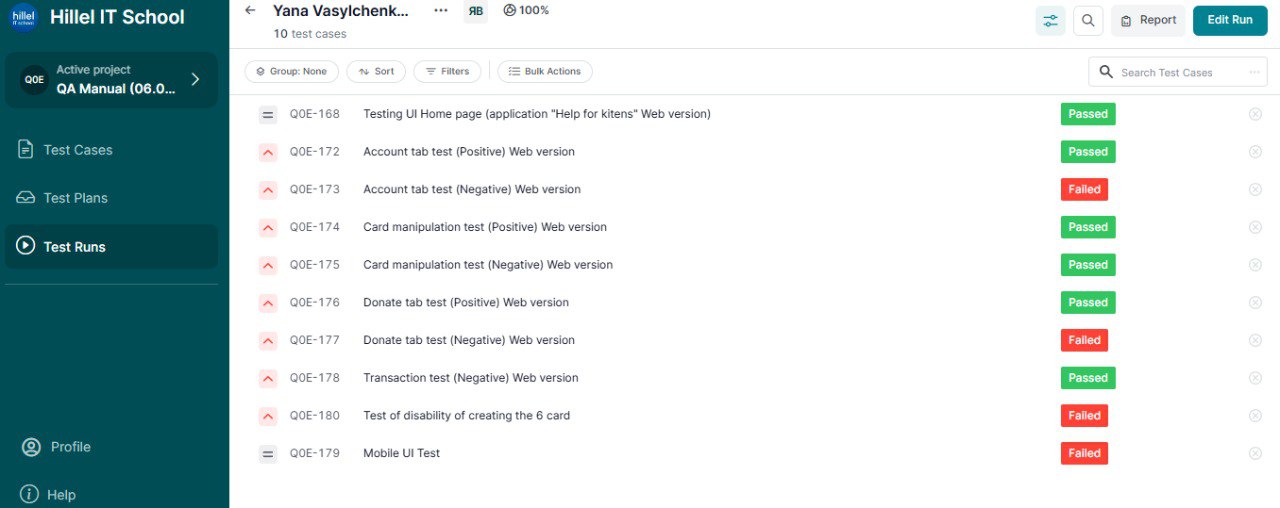 hillel
IT school
Hillel IT School
Active project
Q0E
QA Manual (06.0...
Test Cases
Test Plans
Test Runs
Profile
Help
Yana Vasylchenk...
ЯВ
100%
10 test cases
Report
Edit Run
Group: None
Sort
Filters
Bulk Actions
Search Test Cases
Q0E-168 Testing UI Home page (application "Help for kitens" Web version) Passed
Q0E-172 Account tab test (Positive) Web version Passed
Q0E-173 Account tab test (Negative) Web version Failed
Q0E-174 Card manipulation test (Positive) Web version Passed
Q0E-175 Card manipulation test (Negative) Web version Passed
Q0E-176 Donate tab test (Positive) Web version Passed
Q0E-177 Donate tab test (Negative) Web version Failed
Q0E-178 Transaction test (Negative) Web version Passed
Q0E-180 Test of disability of creating the 6 card Failed
Q0E-179 Mobile UI Test Failed